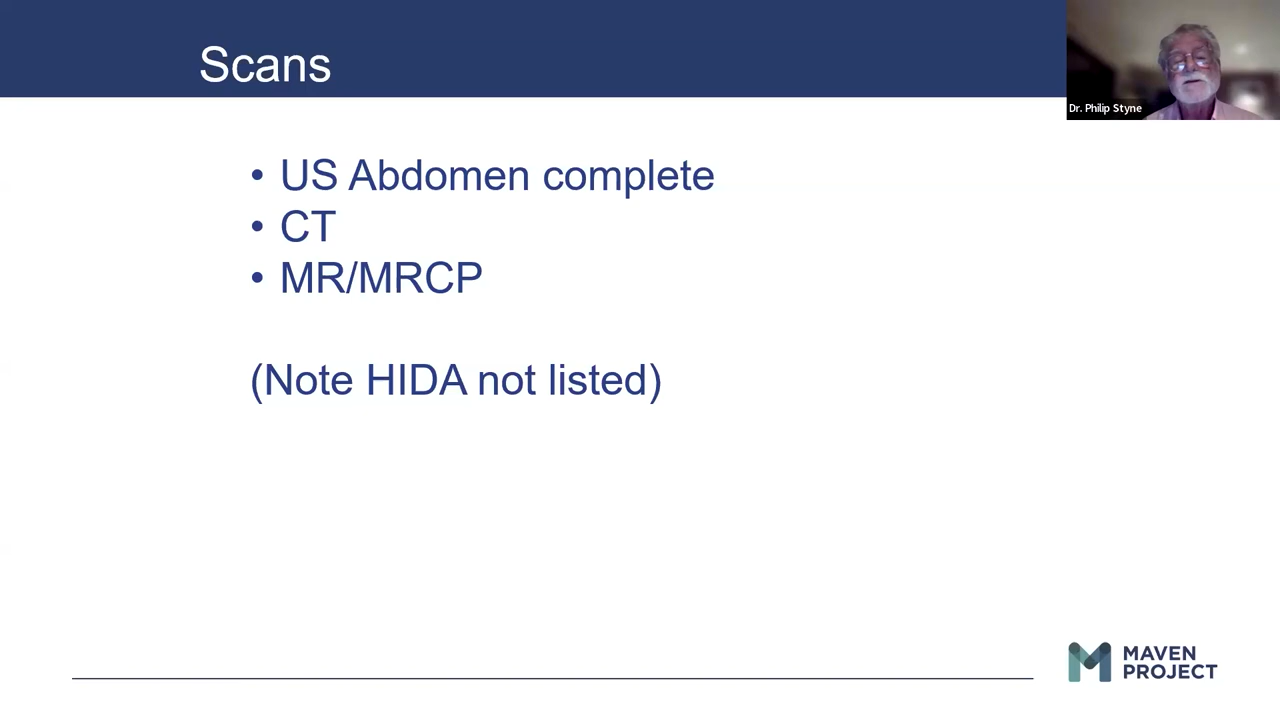 Scans
Dr. Philip Styne
• US Abdomen complete
• CT
• MR/MRCP
(Note HIDA not listed)
MAVEN
PROJECT